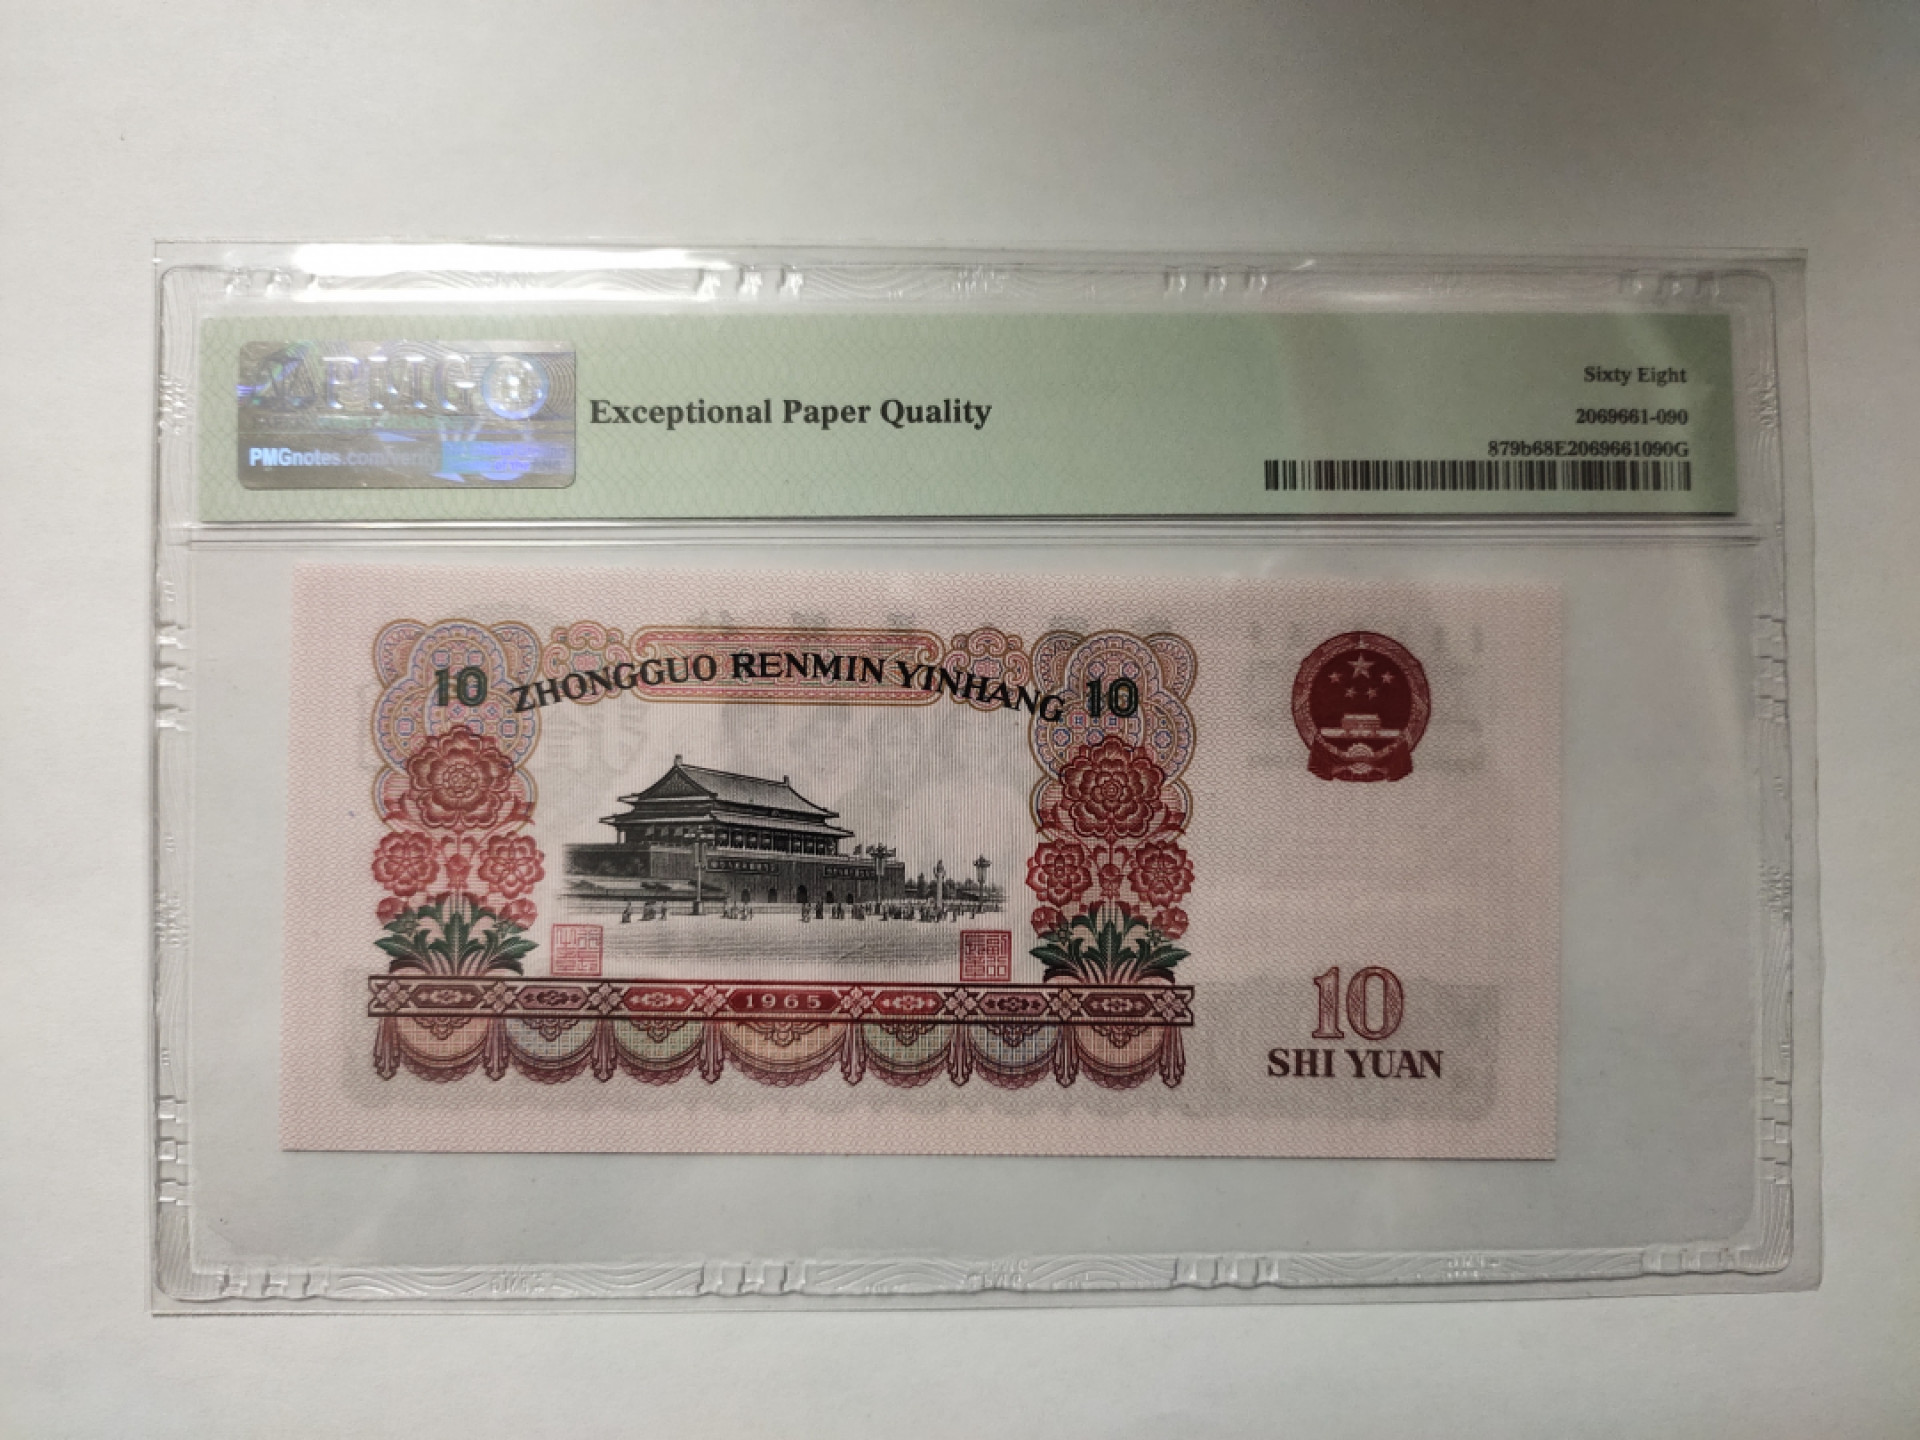 PMG
PMGnotes.com/verify
Exceptional Paper Quality
Sixty Eight
2069661-090
879b68E2069661090G
10 ZHONGGUO RENMIN YINHANG 10
1965
10
SHI YUAN